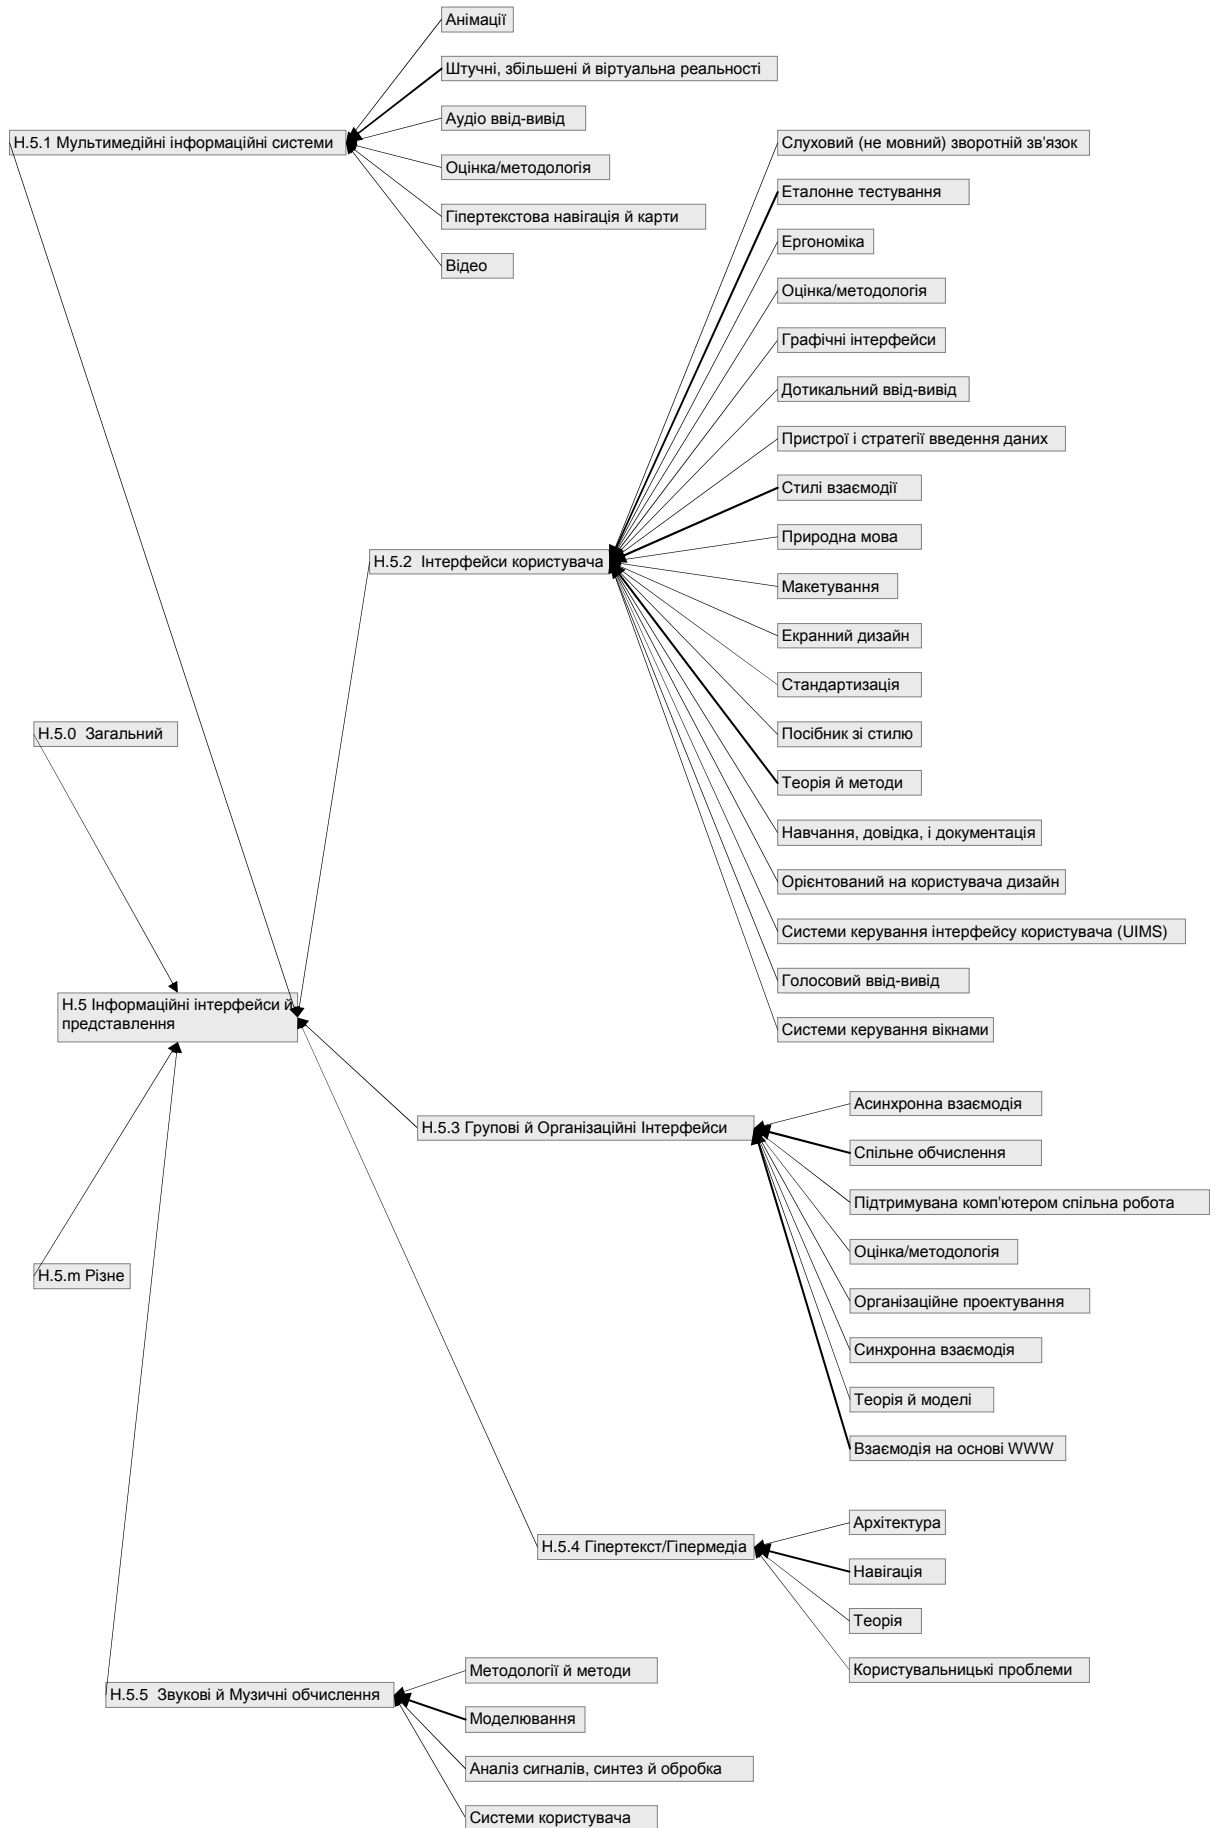 Анімації
Штучні, збільшені й віртуальна реальності
Аудіо ввід-вивід
H.5.1 Мультимедійні інформаційні системи
Оцінка/методологія
Гіпертекстова навігація й карти
Відео
Слуховий (не мовний) зворотній зв'язок
Еталонне тестування
Ергономіка
Оцінка/методологія
Графічні інтерфейси
Дотикальний ввід-вивід
Пристрої і стратегії введення даних
Стилі взаємодії
Природна мова
H.5.2  Інтерфейси користувача
Макетування
Екранний дизайн
Стандартизація
Посібник зі стилю
Теорія й методи
Навчання, довідка, і документація
Орієнтований на користувача дизайн
Системи керування інтерфейсу користувача (UIMS)
Голосовий ввід-вивід
Системи керування вікнами
H.5.0  Загальний
H.5 Інформаційні інтерфейси й
представлення
Асинхронна взаємодія
H.5.3 Групові й Організаційні Інтерфейси
Спільне обчислення
Підтримувана комп'ютером спільна робота
Оцінка/методологія
H.5.m Різне
Організаційне проектування
Синхронна взаємодія
Теорія й моделі
Взаємодія на основі WWW
Архітектура
H.5.4 Гіпертекст/Гіпермедіа
Навігація
Теорія
Користувальницькі проблеми
Методології й методи
H.5.5  Звукові й Музичні обчислення
Моделювання
Аналіз сигналів, синтез й обробка
Системи користувача